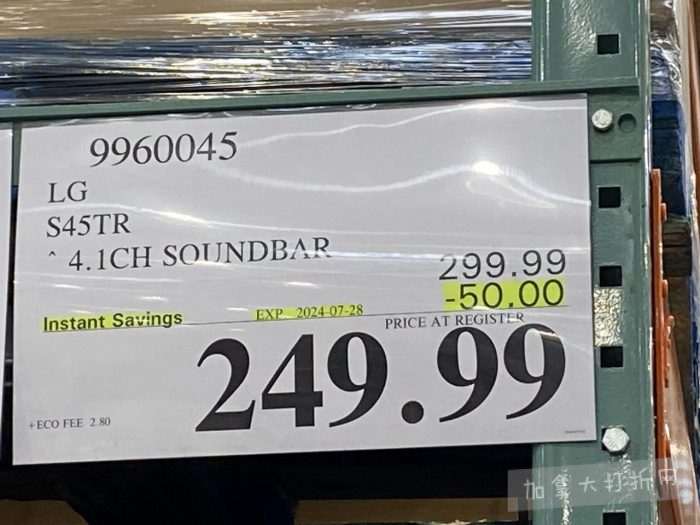 9960045
LG
S45TR
^ 4.1CH SOUNDBAR
299.99
-50.00
Instant Savings EXP. 2024-07-28
PRICE AT REGISTER
249.99
+ECO FEE 2.80
加拿大打折网